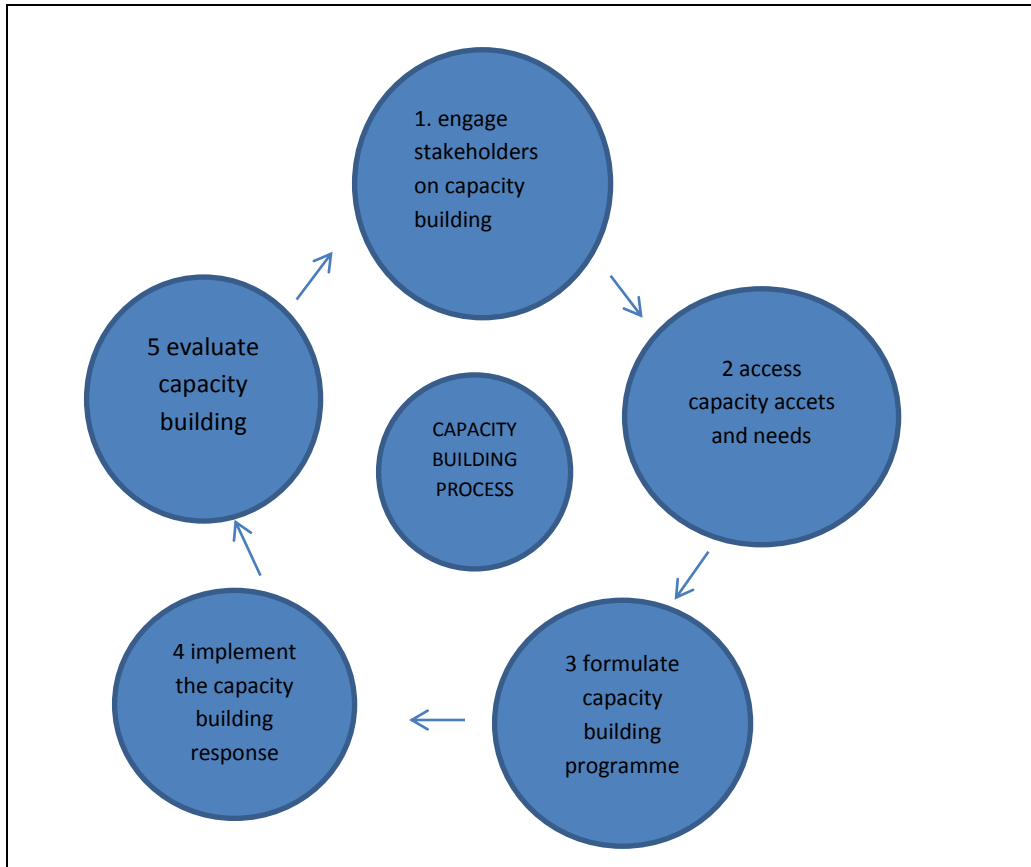 1. engage
stakeholders
on capacity
building
2 access
capacity accets
and needs
3 formulate
capacity
building
programme
4 implement
the capacity
building
response
5 evaluate
capacity
building
CAPACITY
BUILDING
PROCESS